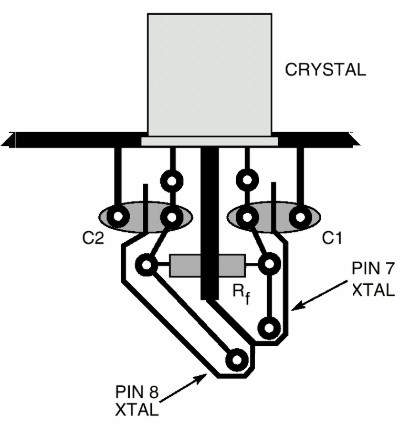 CRYSTAL
C2
C1
Rf
PIN 7
XTAL
PIN 8
XTAL